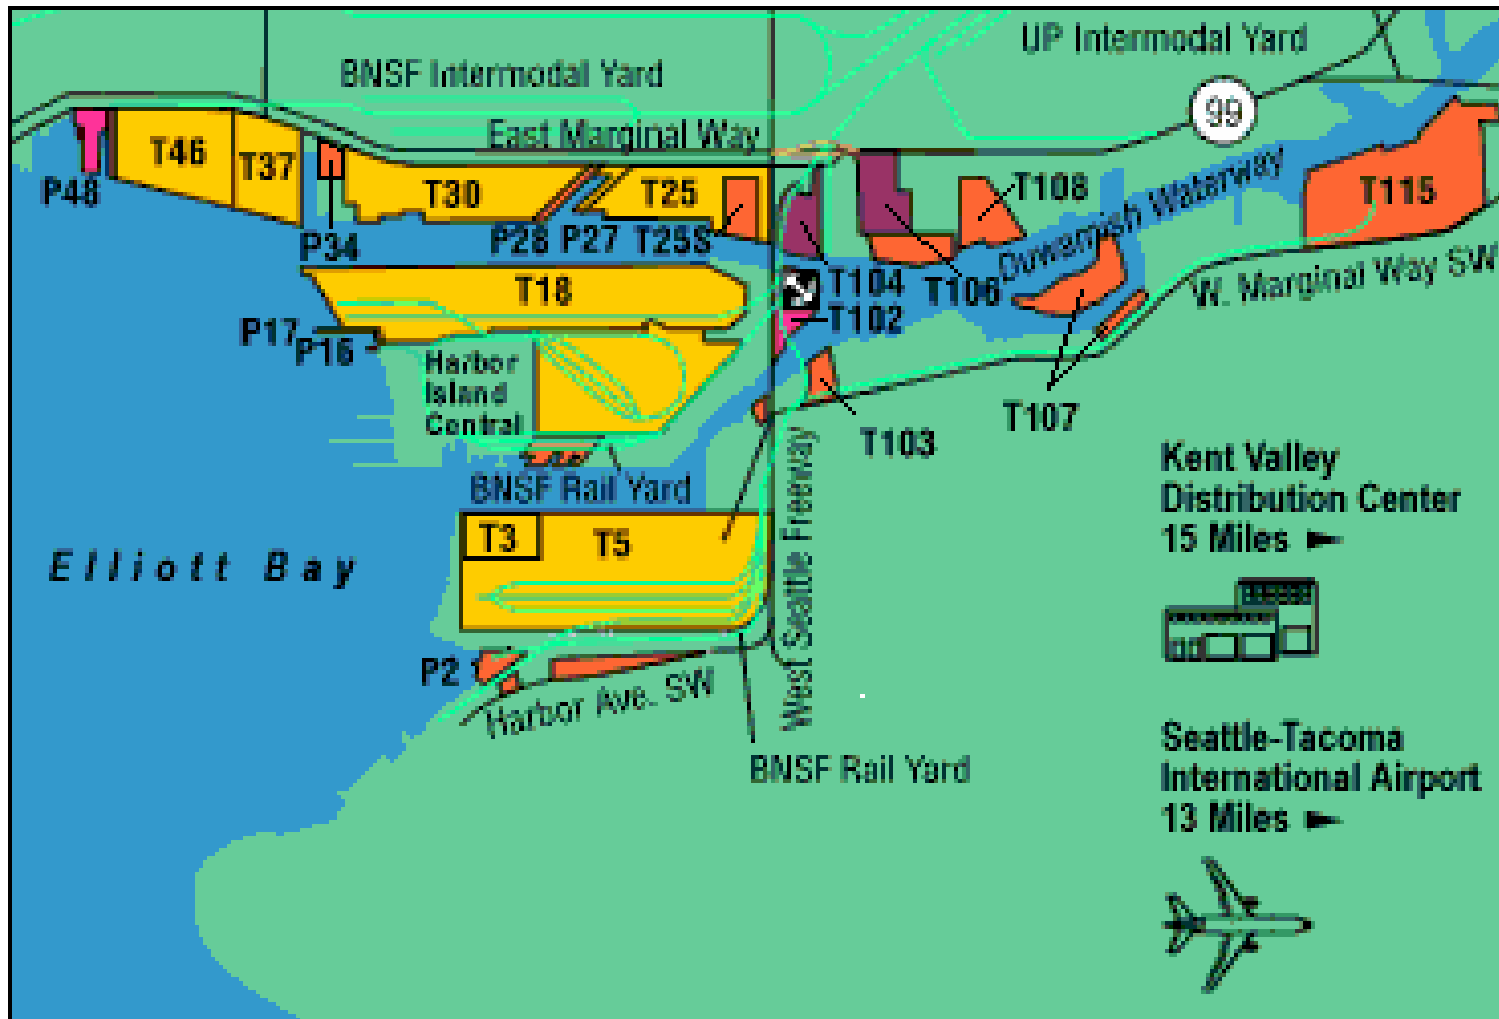 UP Intermodal Yard
BNSF Intermodal Yard
99
East Marginal Way
T46
T37
P48
P34
T30
P28
P27
T25
T25S
T108
Duwamish Waterway
T115
W. Marginal Way SW
T18
T104
T106
T102
P17
P16
Harbor
Island
Central
T107
T103
BNSF Rail Yard
West Seattle Freeway
T3
T5
Elliott Bay
P2
Harbor Ave. SW
BNSF Rail Yard
Kent Valley
Distribution Center
15 Miles
Seattle-Tacoma
International Airport
13 Miles